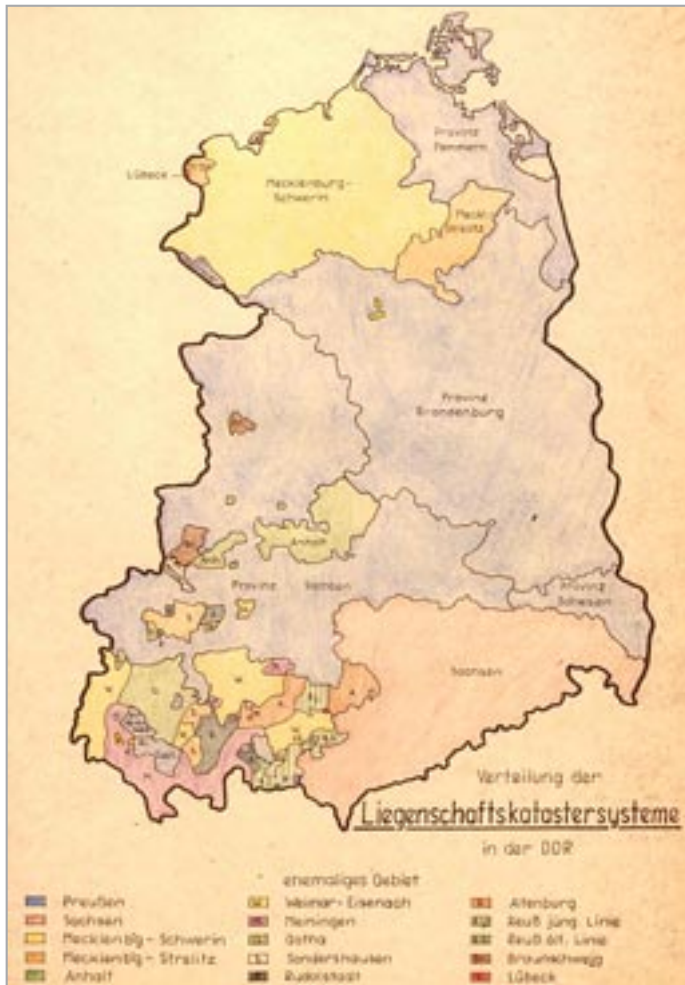 Provinz
Pommern
Lübeck
Mecklenburg-
Schwerin
Meckl.
Strelitz
Provinz
Brandenburg
Anhalt
Provinz Sachsen
Provinz
Schlesien
Sachsen
Verteilung der
Liegenschaftskatastersysteme
in der DDR
ehemaliges Gebiet
Preußen
Sachsen
Mecklenbg - Schwerin
Mecklenbg - Strelitz
Anhalt
Weimar-Eisenach
Meiningen
Gotha
Sondershausen
Rudolstadt
Altenburg
Reuß jüng. Linie
Reuß ält. Linie
Braunschweig
Lübeck